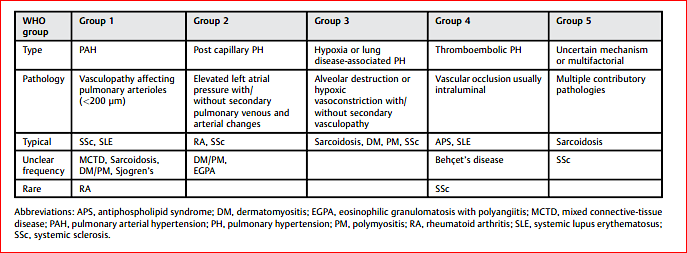 WHO group | Group 1 | Group 2 | Group 3 | Group 4 | Group 5
Type | PAH | Post capillary PH | Hypoxia or lung disease-associated PH | Thromboembolic PH | Uncertain mechanism or multifactorial
Pathology | Vasculopathy affecting pulmonary arterioles (<200 μm) | Elevated left atrial pressure with/ without secondary pulmonary venous and arterial changes | Alveolar destruction or hypoxic vasoconstriction with/ without secondary vasculopathy | Vascular occlusion usually intraluminal | Multiple contributory pathologies
Typical | SSc, SLE | RA, SSc | Sarcoidosis, DM, PM, SSc | APS, SLE | Sarcoidosis
Unclear frequency | MCTD, Sarcoidosis, DM/PM, Sjogren's | DM/PM, EGPA | | Behçet's disease | SSc
Rare | RA | | | SSc |
Abbreviations: APS, antiphospholipid syndrome; DM, dermatomyositis; EGPA, eosinophilic granulomatosis with polyangiitis; MCTD, mixed connective-tissue
disease; PAH, pulmonary arterial hypertension; PH, pulmonary hypertension; PM, polymyositis; RA, rheumatoid arthritis; SLE, systemic lupus erythematosus;
SSc, systemic sclerosis.